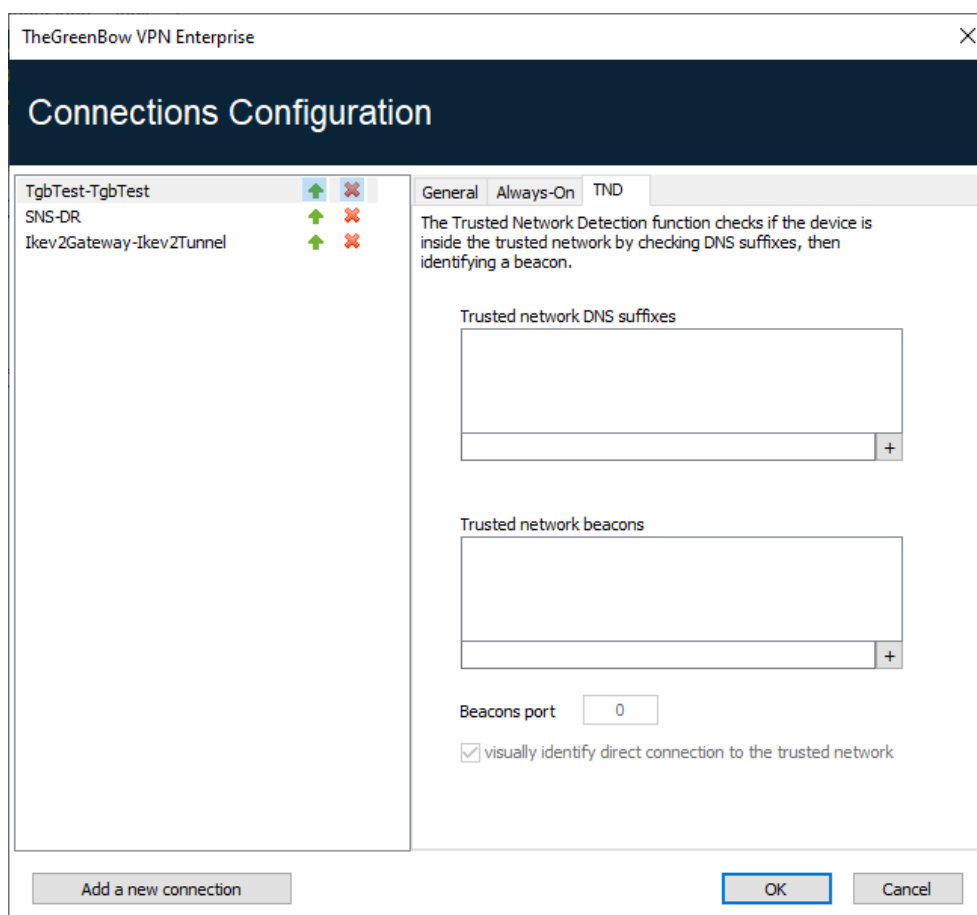 TheGreenBow VPN Enterprise
Connections Configuration
TgbTest-TgbTest
SNS-DR
Ikev2Gateway-Ikev2Tunnel
General Always-On TND
The Trusted Network Detection function checks if the device is
inside the trusted network by checking DNS suffixes, then
identifying a beacon.
Trusted network DNS suffixes
+
Trusted network beacons
+
Beacons port 0
visually identify direct connection to the trusted network
Add a new connection OK Cancel